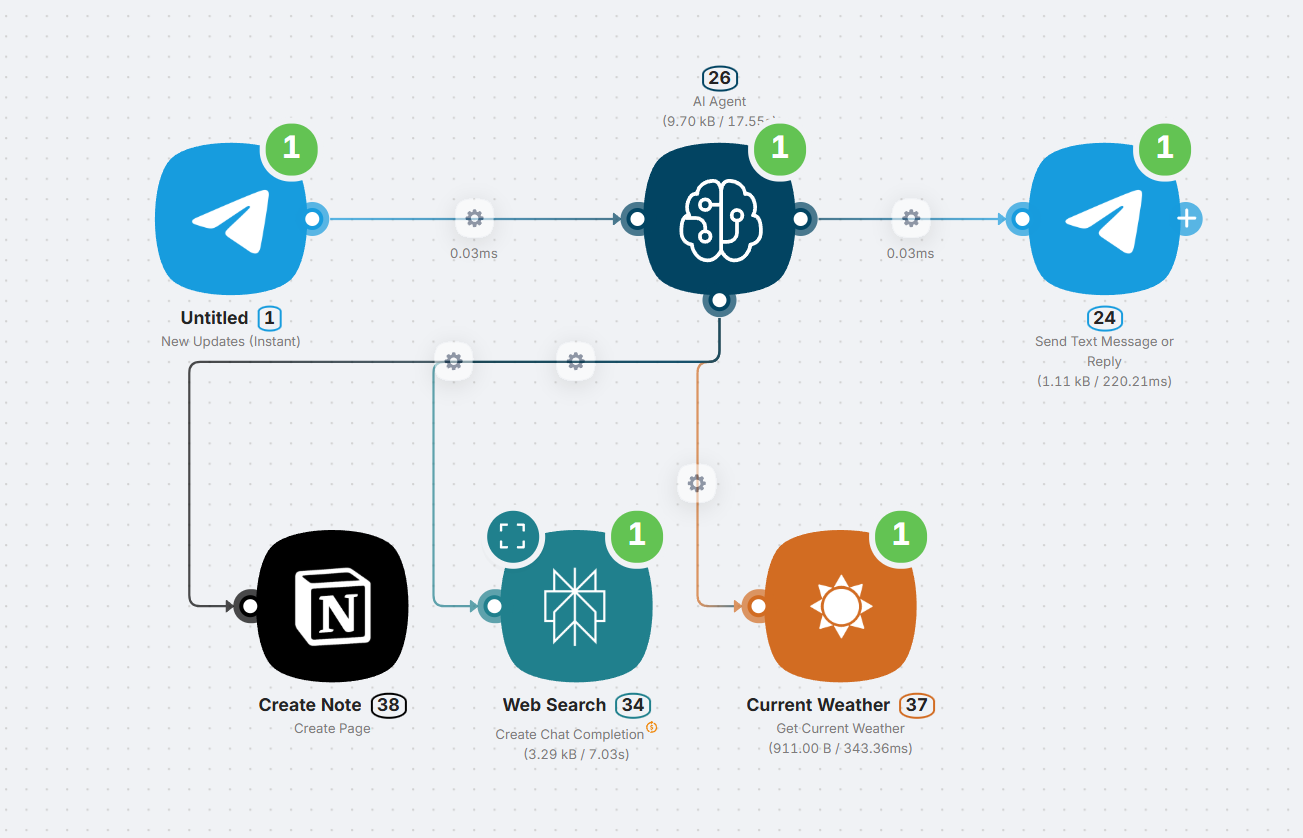 26
AI Agent
(9.70 kB / 17.55
1
1
1
0.03ms
0.03ms
Untitled 1
New Updates (Instant)
24
Send Text Message or
Reply
(1.11 kB / 220.21ms)
1
1
N
Create Note 38
Create Page
Web Search 34
Create Chat Completion
(3.29 kB / 7.03s)
Current Weather 37
Get Current Weather
(911.00 B / 343.36ms)